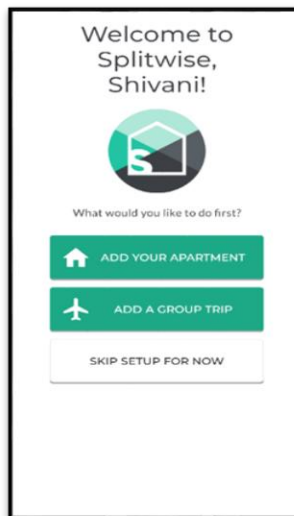 Welcome to
Splitwise,
Shivani!
S
What would you like to do first?
ADD YOUR APARTMENT
ADD A GROUP TRIP
SKIP SETUP FOR NOW